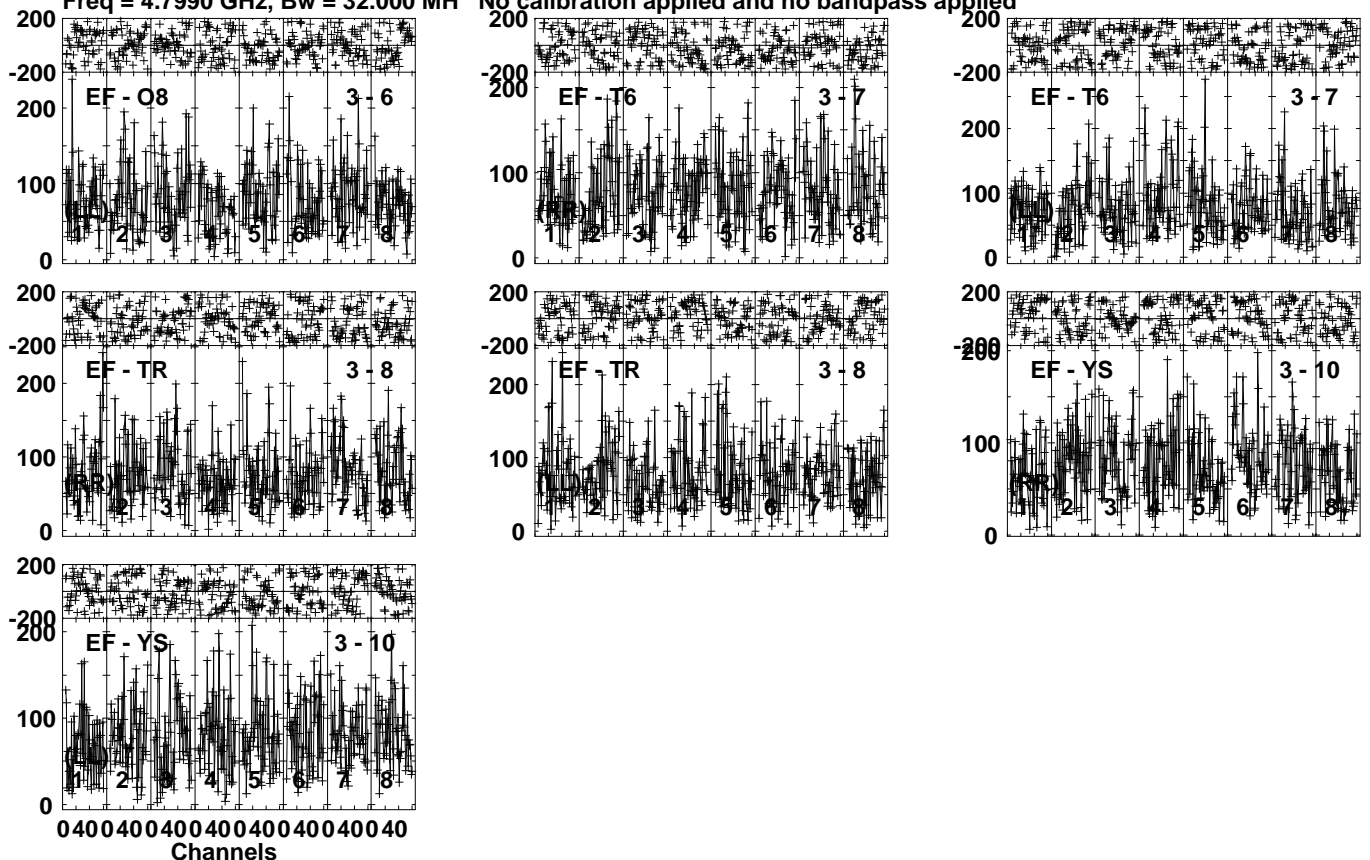 Freq = 4.7990 GHz, Bw = 32.000 MH No calibration applied and no bandpass applied
200
-200
200
100
0
EF - O8 3 - 6
(LL)
1 2 3 4 5 6 7 8
200
-200
200
100
0
EF - T6 3 - 7
(RR)
1 2 3 4 5 6 7 8
200
-200
200
100
0
EF - T6 3 - 7
(LL)
1 2 3 4 5 6 7 8
200
-200
200
100
0
EF - TR 3 - 8
(RR)
1 2 3 4 5 6 7 8
200
-200
200
100
0
EF - TR 3 - 8
(LL)
1 2 3 4 5 6 7 8
200
-200
200
100
0
EF - YS 3 - 10
(RR)
1 2 3 4 5 6 7 8
200
-200
200
100
0
EF - YS 3 - 10
(LL)
1 2 3 4 5 6 7 8
0 40 0 40 0 40 0 40 0 40 0 40 0 40 0 40
Channels